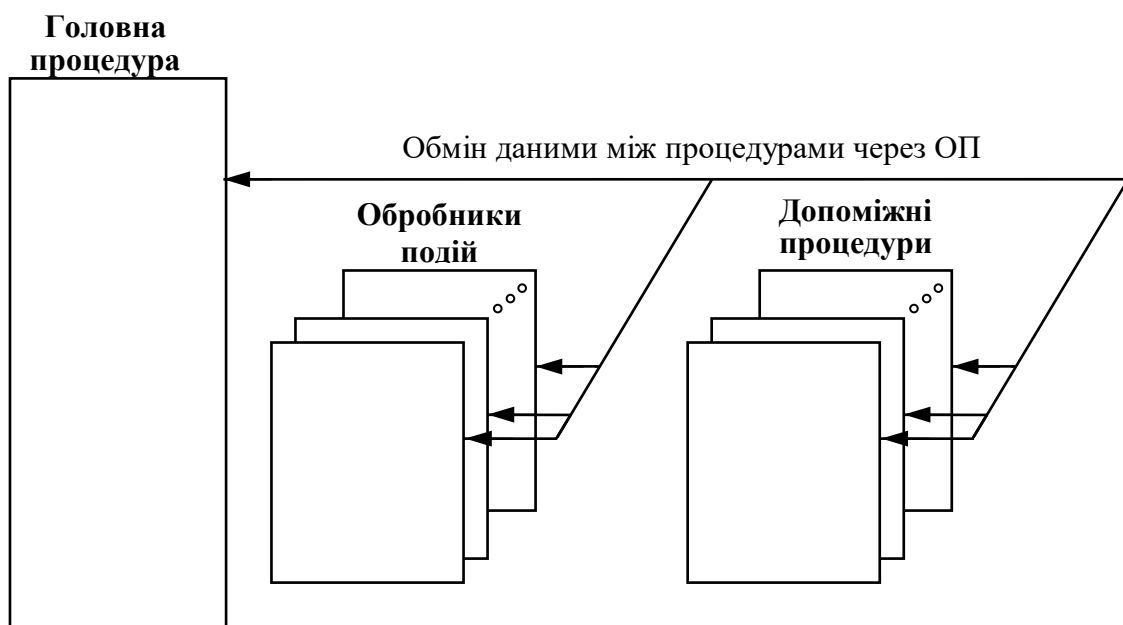 Головна
процедура
Обмін даними між процедурами через ОП
Обробники
подій
Допоміжні
процедури